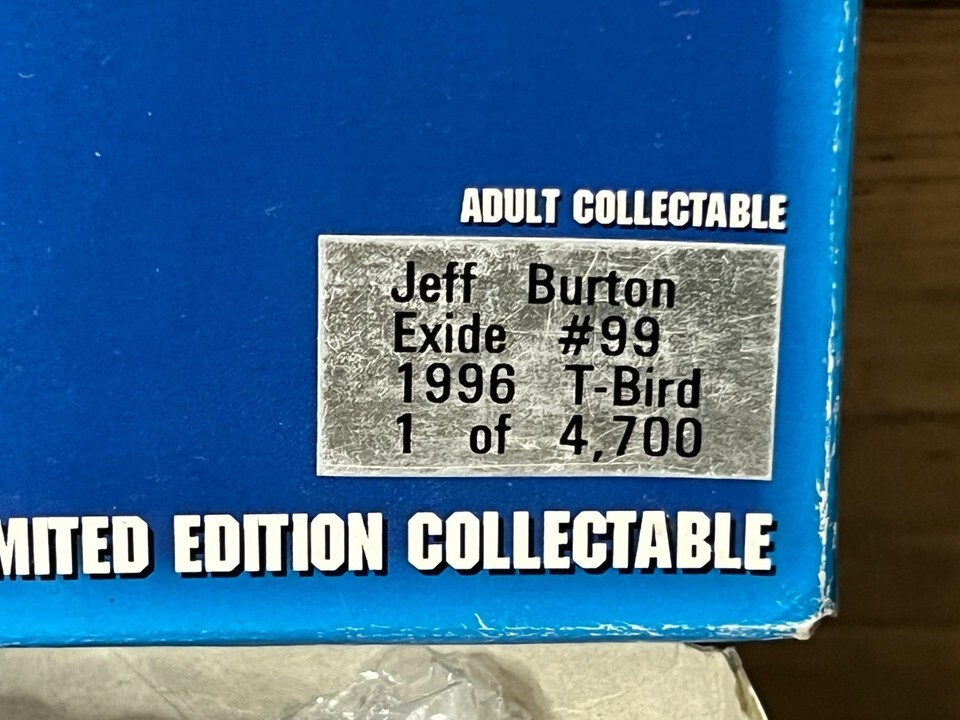 ADULT COLLECTABLE
Jeff Burton
Exide #99
1996 T-Bird
1 of 4,700
MITED EDITION COLLECTABLE